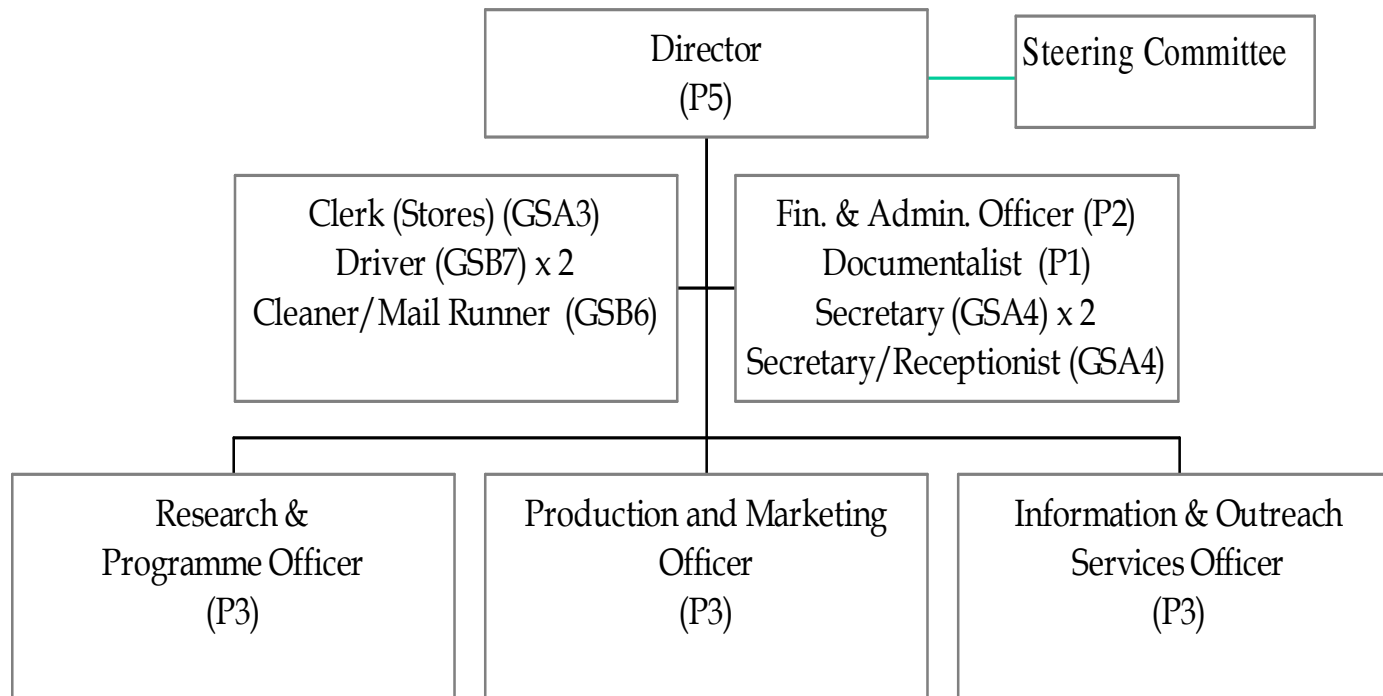 Director
(P5)
Steering Committee
Clerk (Stores) (GSA3)
Driver (GSB7) x 2
Cleaner/Mail Runner (GSB6)
Fin. & Admin. Officer (P2)
Documentalist (P1)
Secretary (GSA4) x 2
Secretary/Receptionist (GSA4)
Research &
Programme Officer
(P3)
Production and Marketing
Officer
(P3)
Information & Outreach
Services Officer
(P3)